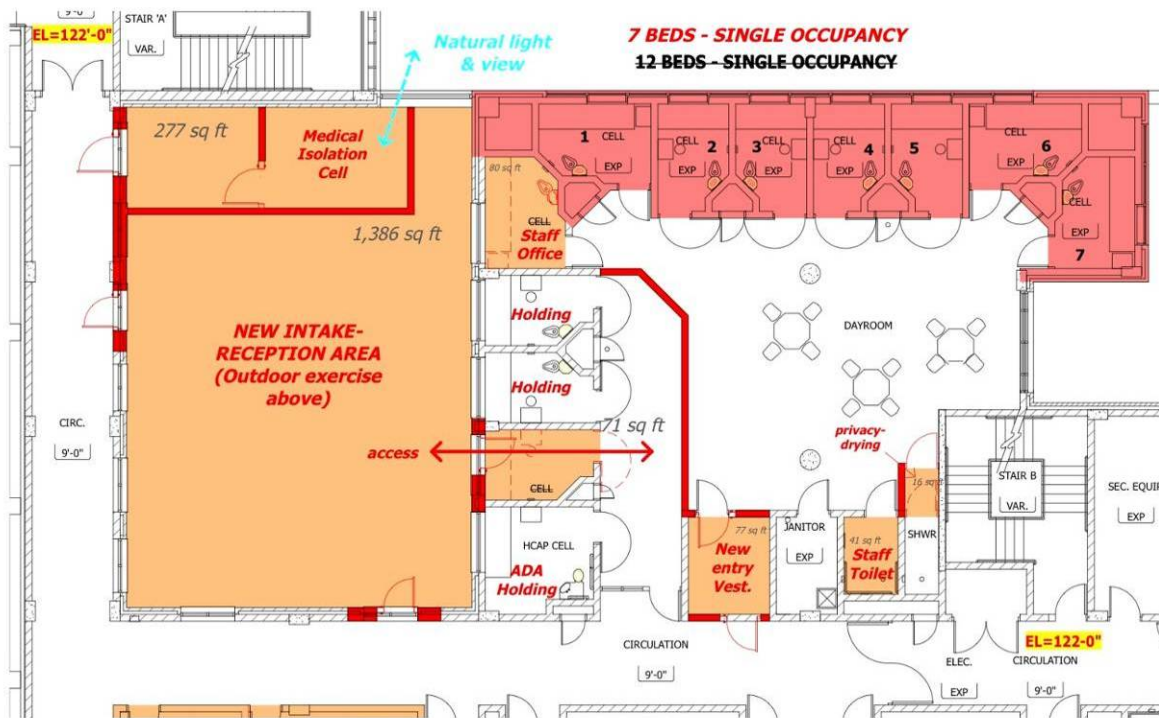 9'-0"
EL=122'-0"
STAIR 'A'
VAR.
Natural light
& view
7 BEDS - SINGLE OCCUPANCY
12 BEDS - SINGLE OCCUPANCY
277 sq ft
Medical
Isolation
Cell
1
CELL
EXP
CELL
2
EXP
3
CELL
EXP
CELL
4
EXP
5
CELL
EXP
CELL
6
EXP
CELL
EXP
7
80 sq ft
CELL
Staff
Office
1,386 sq ft
Holding
NEW INTAKE-
RECEPTION AREA
(Outdoor exercise
above)
DAYROOM
Holding
CIRC.
9'-0"
71 sq ft
access
privacy-
drying
CELL
16 sq ft
STAIR B
VAR.
SEC. EQUIP
EXP
HCAP CELL
ADA
Holding
77 sq ft
New
entry
Vest.
JANITOR
EXP
41 sq ft
Staff
Toilet
SHWR
CIRCULATION
9'-0"
EL=122-0"
ELEC.
EXP
CIRCULATION
9'-0"